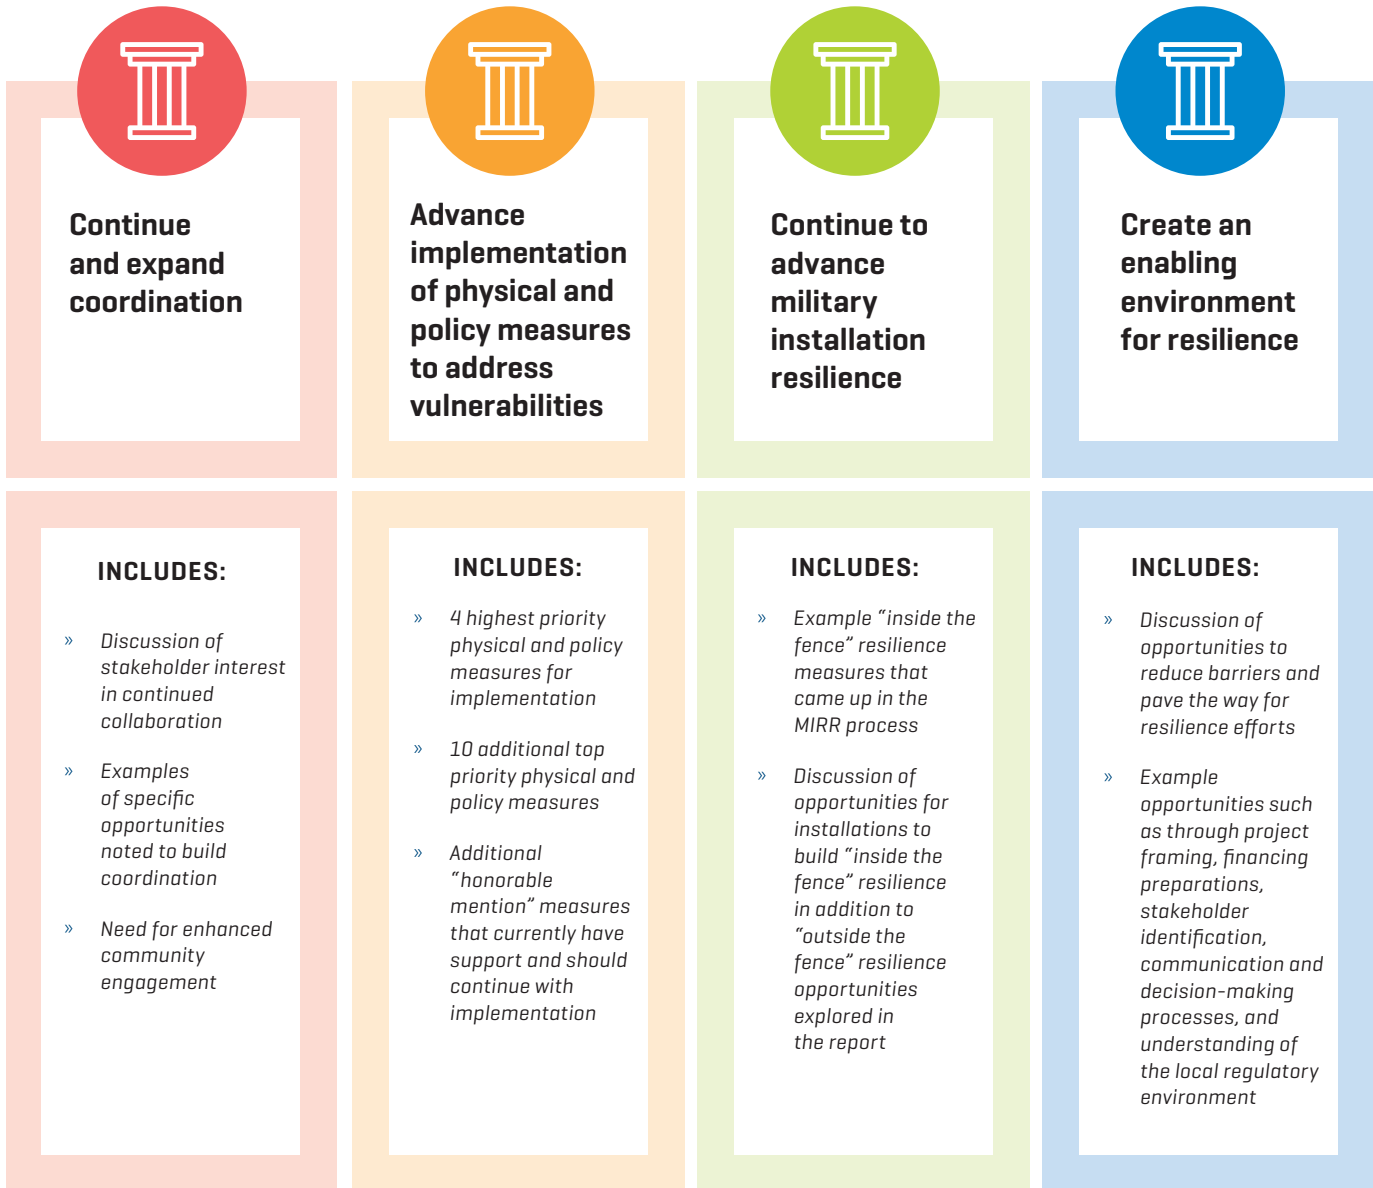 Continue
and expand
coordination
Advance
implementation
of physical and
policy measures
to address
vulnerabilities
Continue to
advance
military
installation
resilience
Create an
enabling
environment
for resilience
INCLUDES:
» Discussion of
stakeholder interest
in continued
collaboration
» Examples
of specific
opportunities
noted to build
coordination
» Need for enhanced
community
engagement
INCLUDES:
» 4 highest priority
physical and policy
measures for
implementation
» 10 additional top
priority physical and
policy measures
» Additional
“honorable
mention” measures
that currently have
support and should
continue with
implementation
INCLUDES:
» Example “inside the
fence” resilience
measures that
came up in the
MIRR process
» Discussion of
opportunities for
installations to
build “inside the
fence” resilience
in addition to
“outside the
fence” resilience
opportunities
explored in
the report
INCLUDES:
» Discussion of
opportunities to
reduce barriers and
pave the way for
resilience efforts
» Example
opportunities such
as through project
framing, financing
preparations,
stakeholder
identification,
communication and
decision-making
processes, and
understanding of
the local regulatory
environment